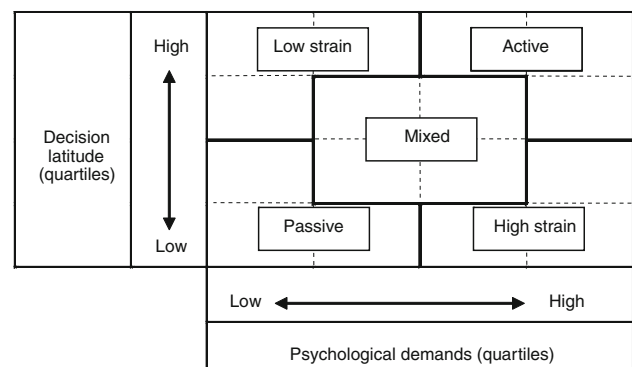 High
Low strain
Active
Decision
latitude
(quartiles)
Mixed
Low
Passive
High strain
Low
High
Psychological demands (quartiles)